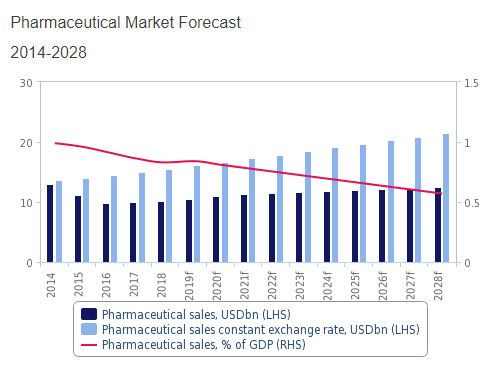 Pharmaceutical Market Forecast
2014-2028
30 1.5
20 1
10 0.5
0 0
2014 2015 2016 2017 2018 2019f 2020f 2021f 2022f 2023f 2024f 2025f 2026f 2027f 2028f
Pharmaceutical sales, USDbn (LHS)
Pharmaceutical sales constant exchange rate, USDbn (LHS)
Pharmaceutical sales, % of GDP (RHS)